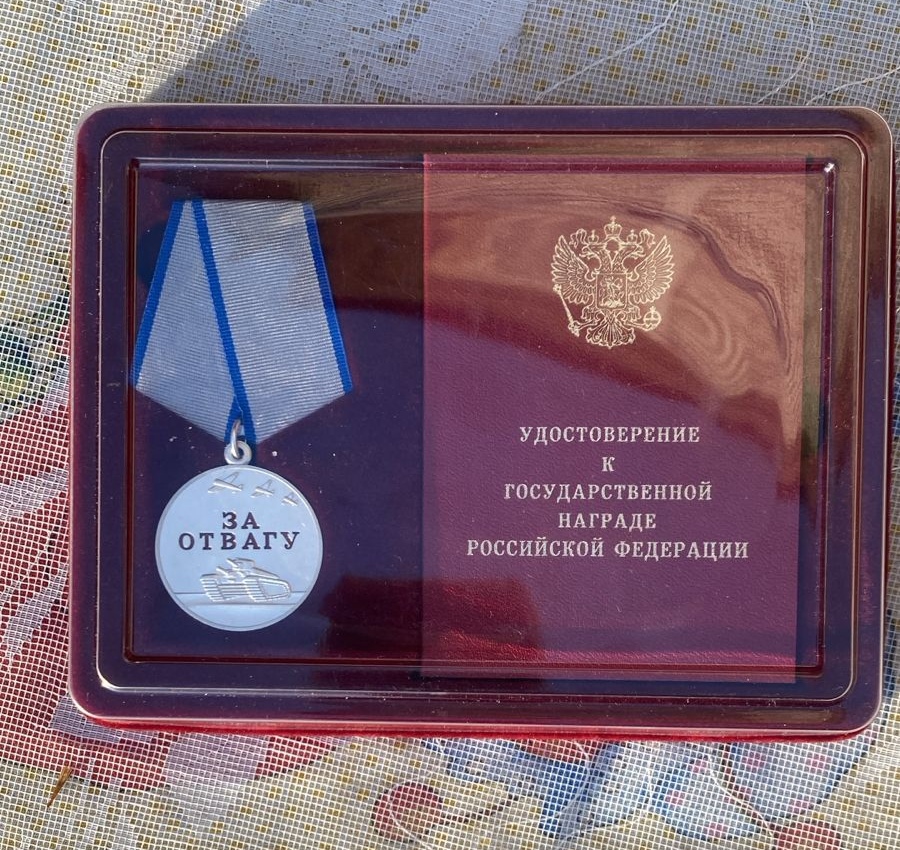 ЗА
ОТВАГУ
УДОСТОВЕРЕНИЕ
К
ГОСУДАРСТВЕННОЙ
НАГРАДЕ
РОССИЙСКОЙ ФЕДЕРАЦИИ